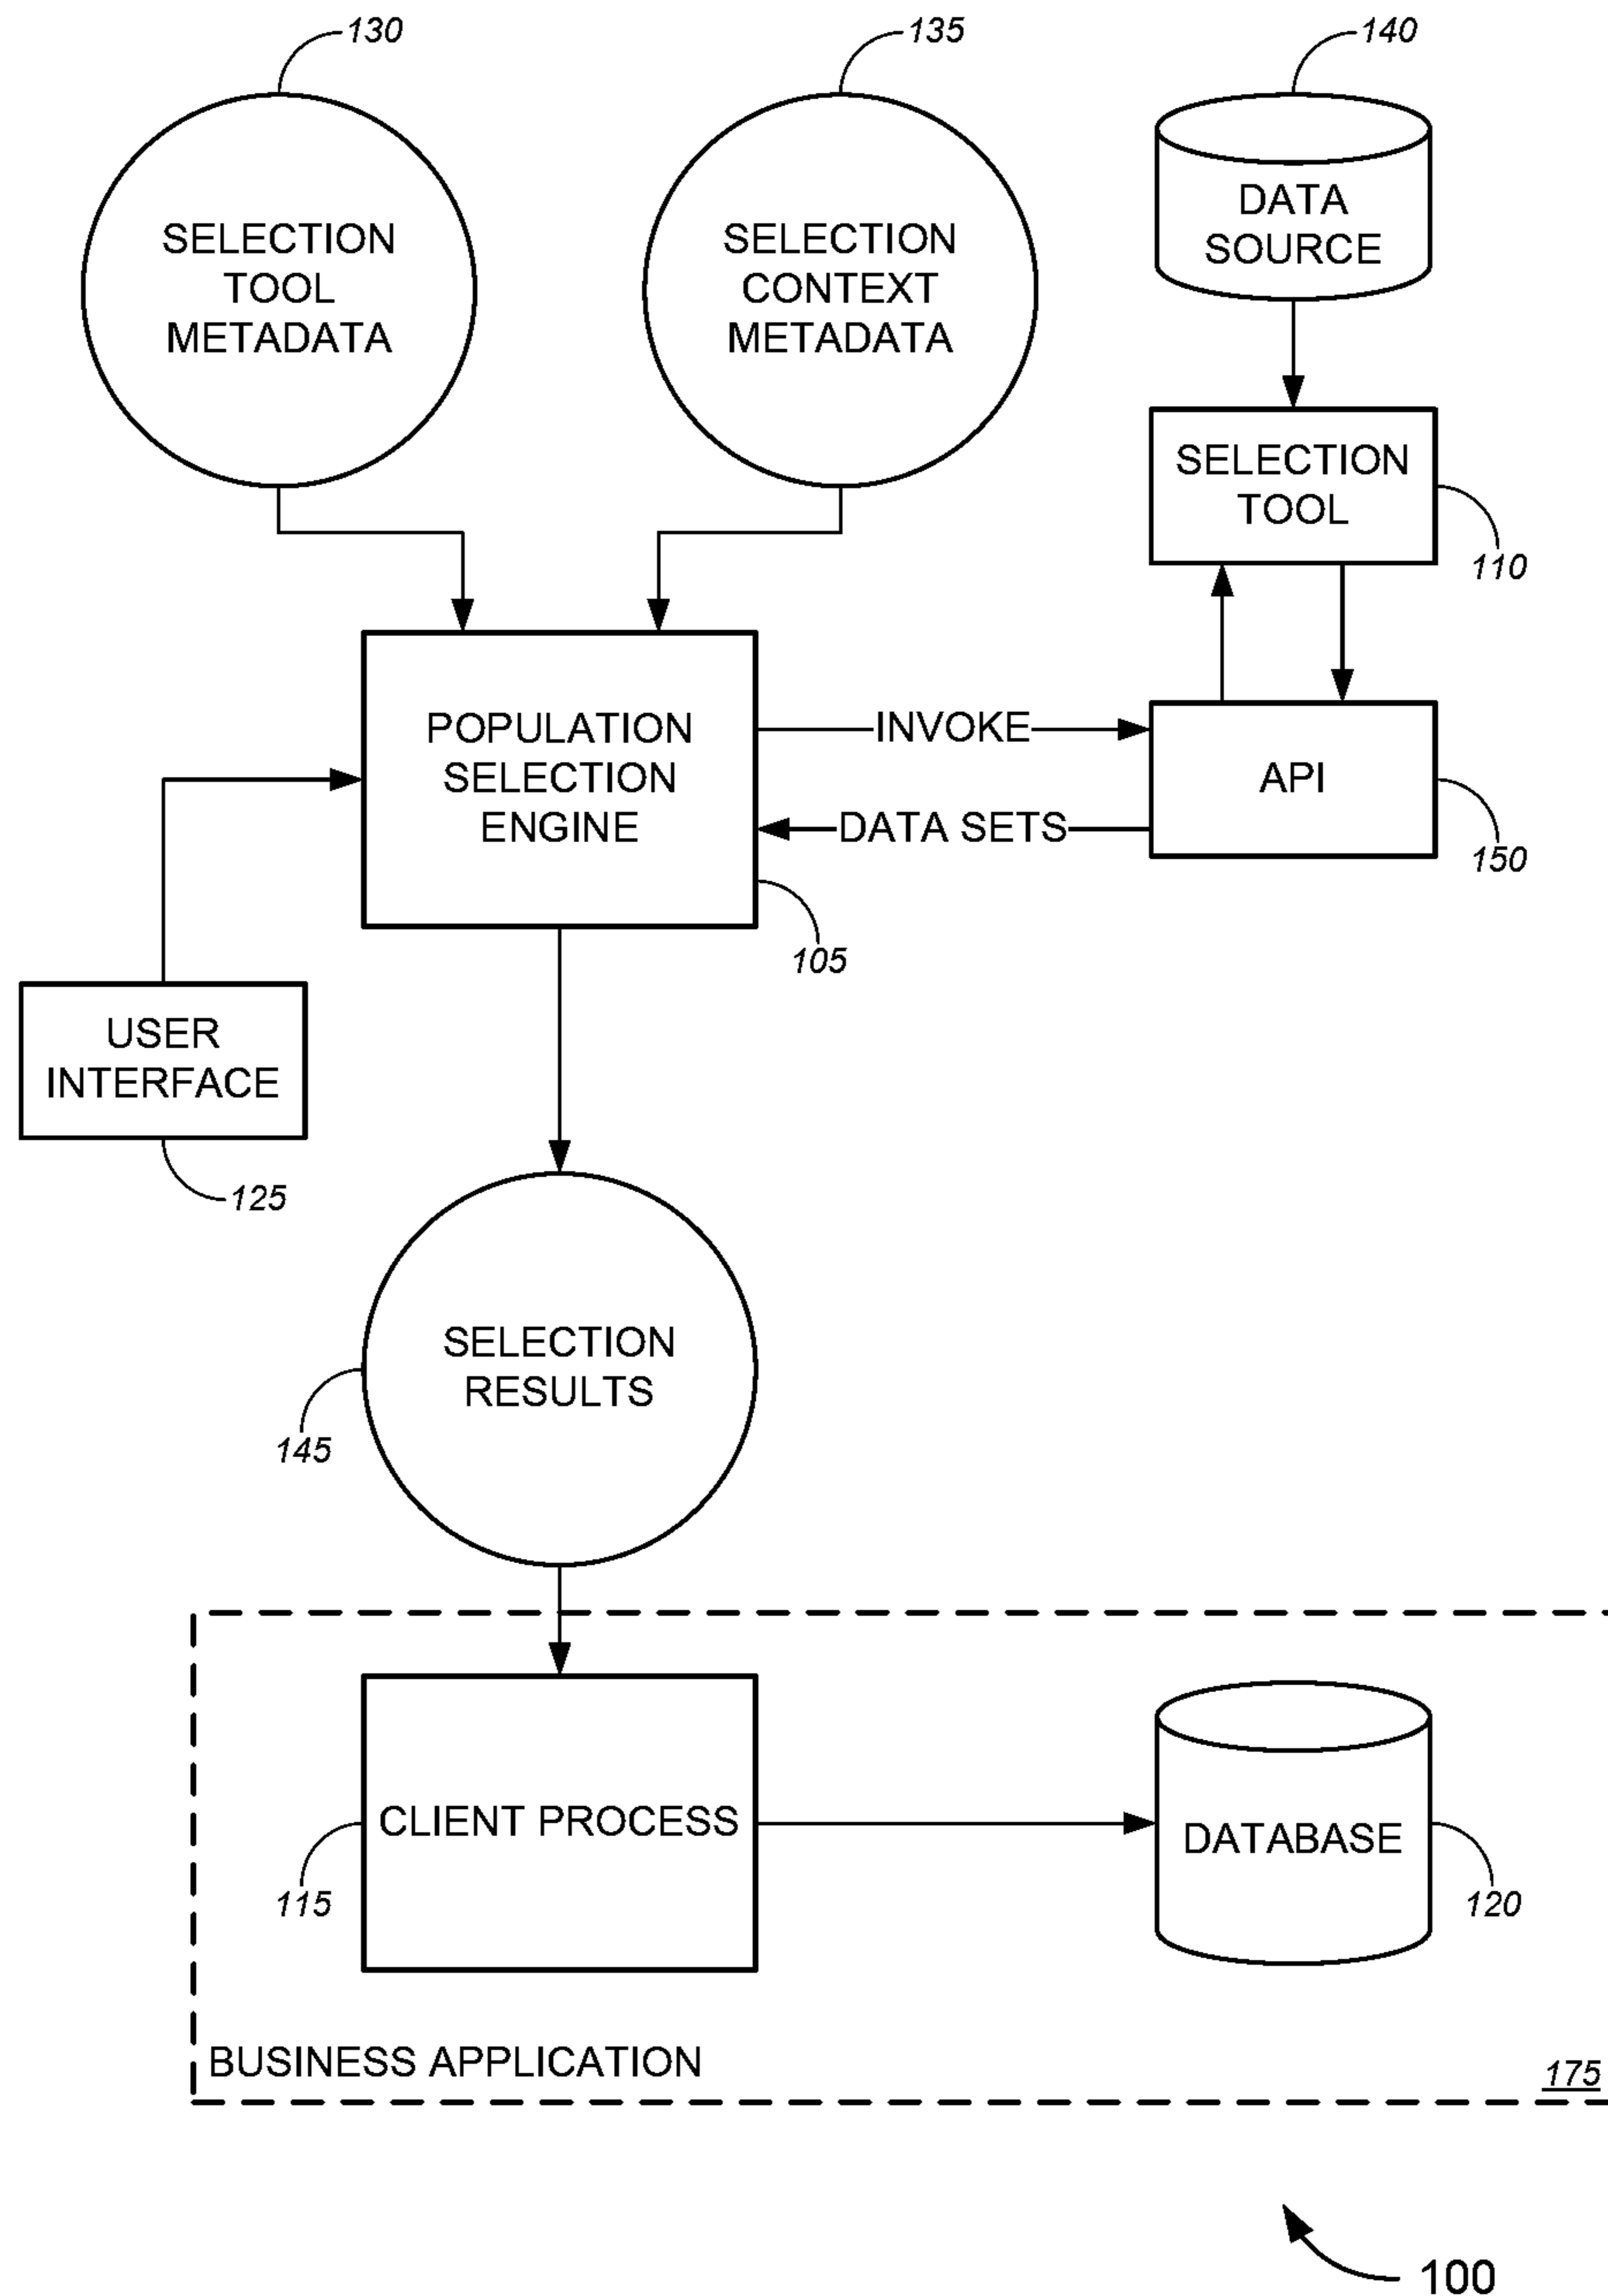 130
135
140
SELECTION
TOOL
METADATA
SELECTION
CONTEXT
METADATA
DATA
SOURCE
SELECTION
TOOL
110
POPULATION
SELECTION
ENGINE
INVOKE
DATA SETS
API
150
105
USER
INTERFACE
125
SELECTION
RESULTS
145
CLIENT PROCESS
115
DATABASE
120
BUSINESS APPLICATION
175
100